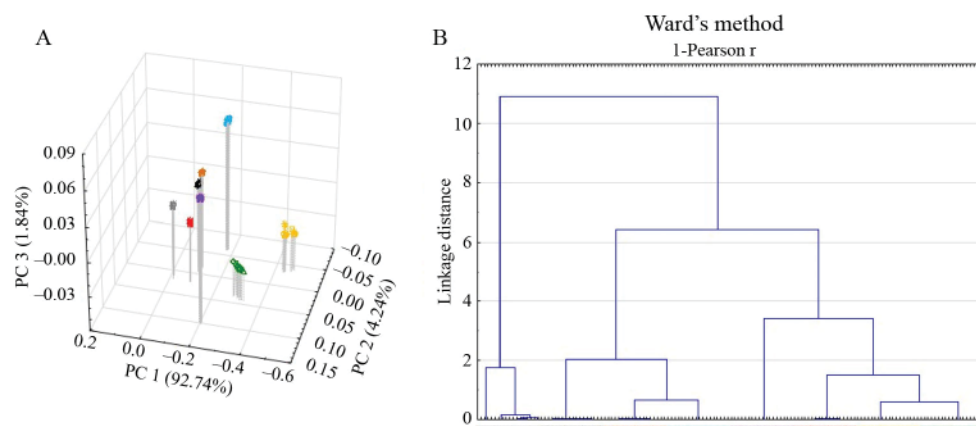 A
0.09
0.06
0.03
–0.00
–0.03
PC 3 (1.84%)
0.2
0.0
–0.2
–0.4
–0.6
PC 1 (92.74%)
–0.10
–0.05
0.00
0.05
0.10
0.15
PC 2 (4.24%)
B
Ward’s method
1-Pearson r
12
10
8
6
4
2
0
Linkage distance